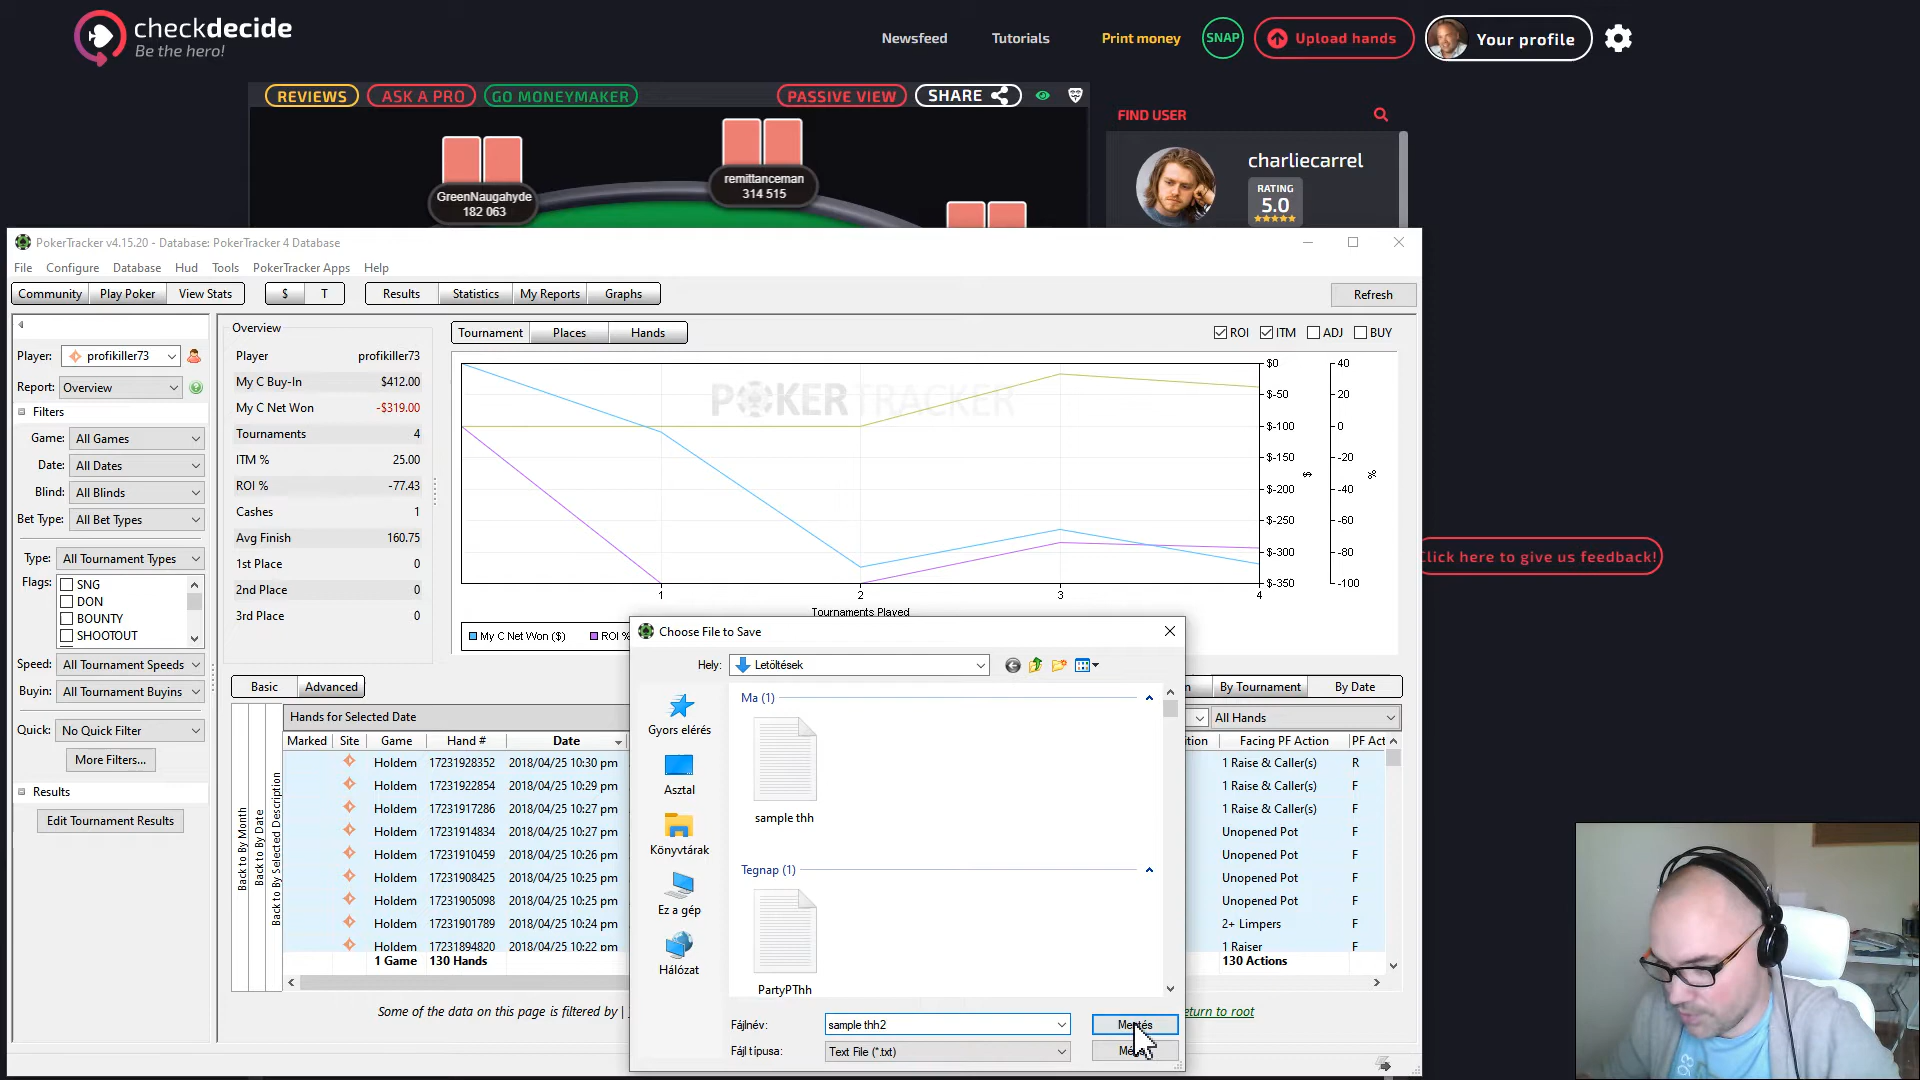 checkdecide
Be the hero!
Newsfeed
Tutorials
Print money
SNAP
Upload hands
Your profile
REVIEWS
ASK A PRO
GO MONEYMAKER
PASSIVE VIEW
SHARE
FIND USER
charliecarrel
RATING
5.0
GreenNaugahyde
182 063
remittanceman
314 515
PokerTracker v4.15.20 - Database: PokerTracker 4 Database
File Configure Database Hud Tools PokerTracker Apps Help
Community Play Poker View Stats $ T Results Statistics My Reports Graphs Refresh
Player: profikiller73
Report: Overview
Filters
Game: All Games
Date: All Dates
Blind: All Blinds
Bet Type: All Bet Types
Type: All Tournament Types
Flags: SNG
DON
BOUNTY
SHOOTOUT
Speed: All Tournament Speeds
Buyin: All Tournament Buyins
Quick: No Quick Filter
More Filters...
Results
Edit Tournament Results
Overview
Player profikiller73
My C Buy-In $412.00
My C Net Won -$319.00
Tournaments 4
ITM % 25.00
ROI % -77.43
Cashes 1
Avg Finish 160.75
1st Place 0
2nd Place 0
3rd Place 0
Tournament Places Hands
ROI ITM ADJ BUY
POKERTRACKER
$0 40
$-50 20
$-100 0
$-150 -20
$-200 -40
$-250 -60
$-300 -80
$-350 -100
$ %
1 2 3 4
Tournaments Played
My C Net Won ($) ROI %
Click here to give us feedback!
Basic Advanced
By Tournament By Date
Hands for Selected Date
All Hands
Marked Site Game Hand # Date
Facing PF Action PF Act
Holdem 17231928352 2018/04/25 10:30 pm 1 Raise & Caller(s) R
Holdem 17231922854 2018/04/25 10:29 pm 1 Raise & Caller(s) F
Holdem 17231917286 2018/04/25 10:27 pm 1 Raise & Caller(s) F
Holdem 17231914834 2018/04/25 10:27 pm Unopened Pot F
Holdem 17231910459 2018/04/25 10:26 pm Unopened Pot F
Holdem 17231908425 2018/04/25 10:25 pm Unopened Pot F
Holdem 17231905098 2018/04/25 10:25 pm Unopened Pot F
Holdem 17231901789 2018/04/25 10:24 pm 2+ Limpers F
Holdem 17231894820 2018/04/25 10:22 pm 1 Raiser F
1 Game 130 Hands 130 Actions
Back to By Month
Back to By Date
Back to By Selected Description
Some of the data on this page is filtered by
eturn to root
Choose File to Save
Hely: Letöltések
Gyors elérés
Asztal
Könyvtárak
Ez a gép
Hálózat
Ma (1)
sample thh
Tegnap (1)
PartyPThh
Fájlnév: sample thh2
Mentés
Fájl típusa: Text File (*.txt)